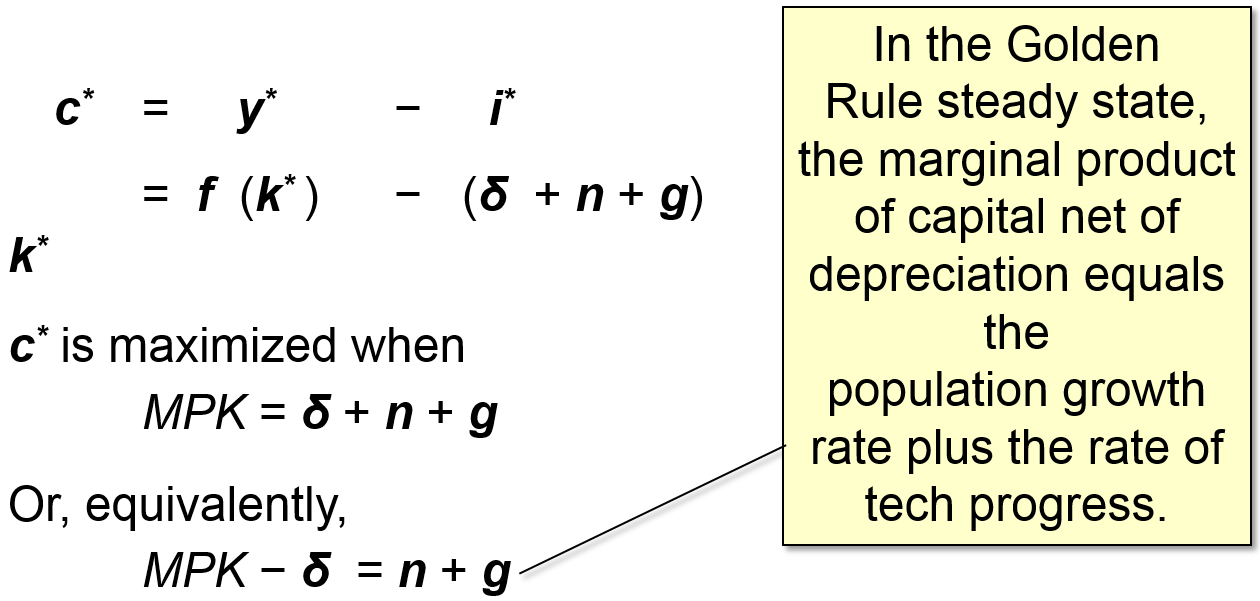 c* = y* − i*
= f (k* ) − (δ + n + g)
k*
c* is maximized when
MPK = δ + n + g
Or, equivalently,
MPK − δ = n + g
In the Golden
Rule steady state,
the marginal product
of capital net of
depreciation equals
the
population growth
rate plus the rate of
tech progress.